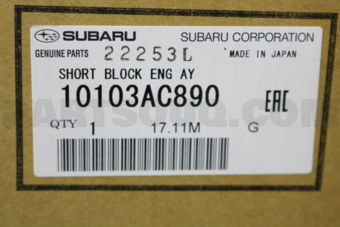 SUBARU SUBARU CORPORATION
GENUINE PARTS 22253L MADE IN JAPAN
SHORT BLOCK ENG AY
10103AC890 EAC
QTY 1 17.11M G